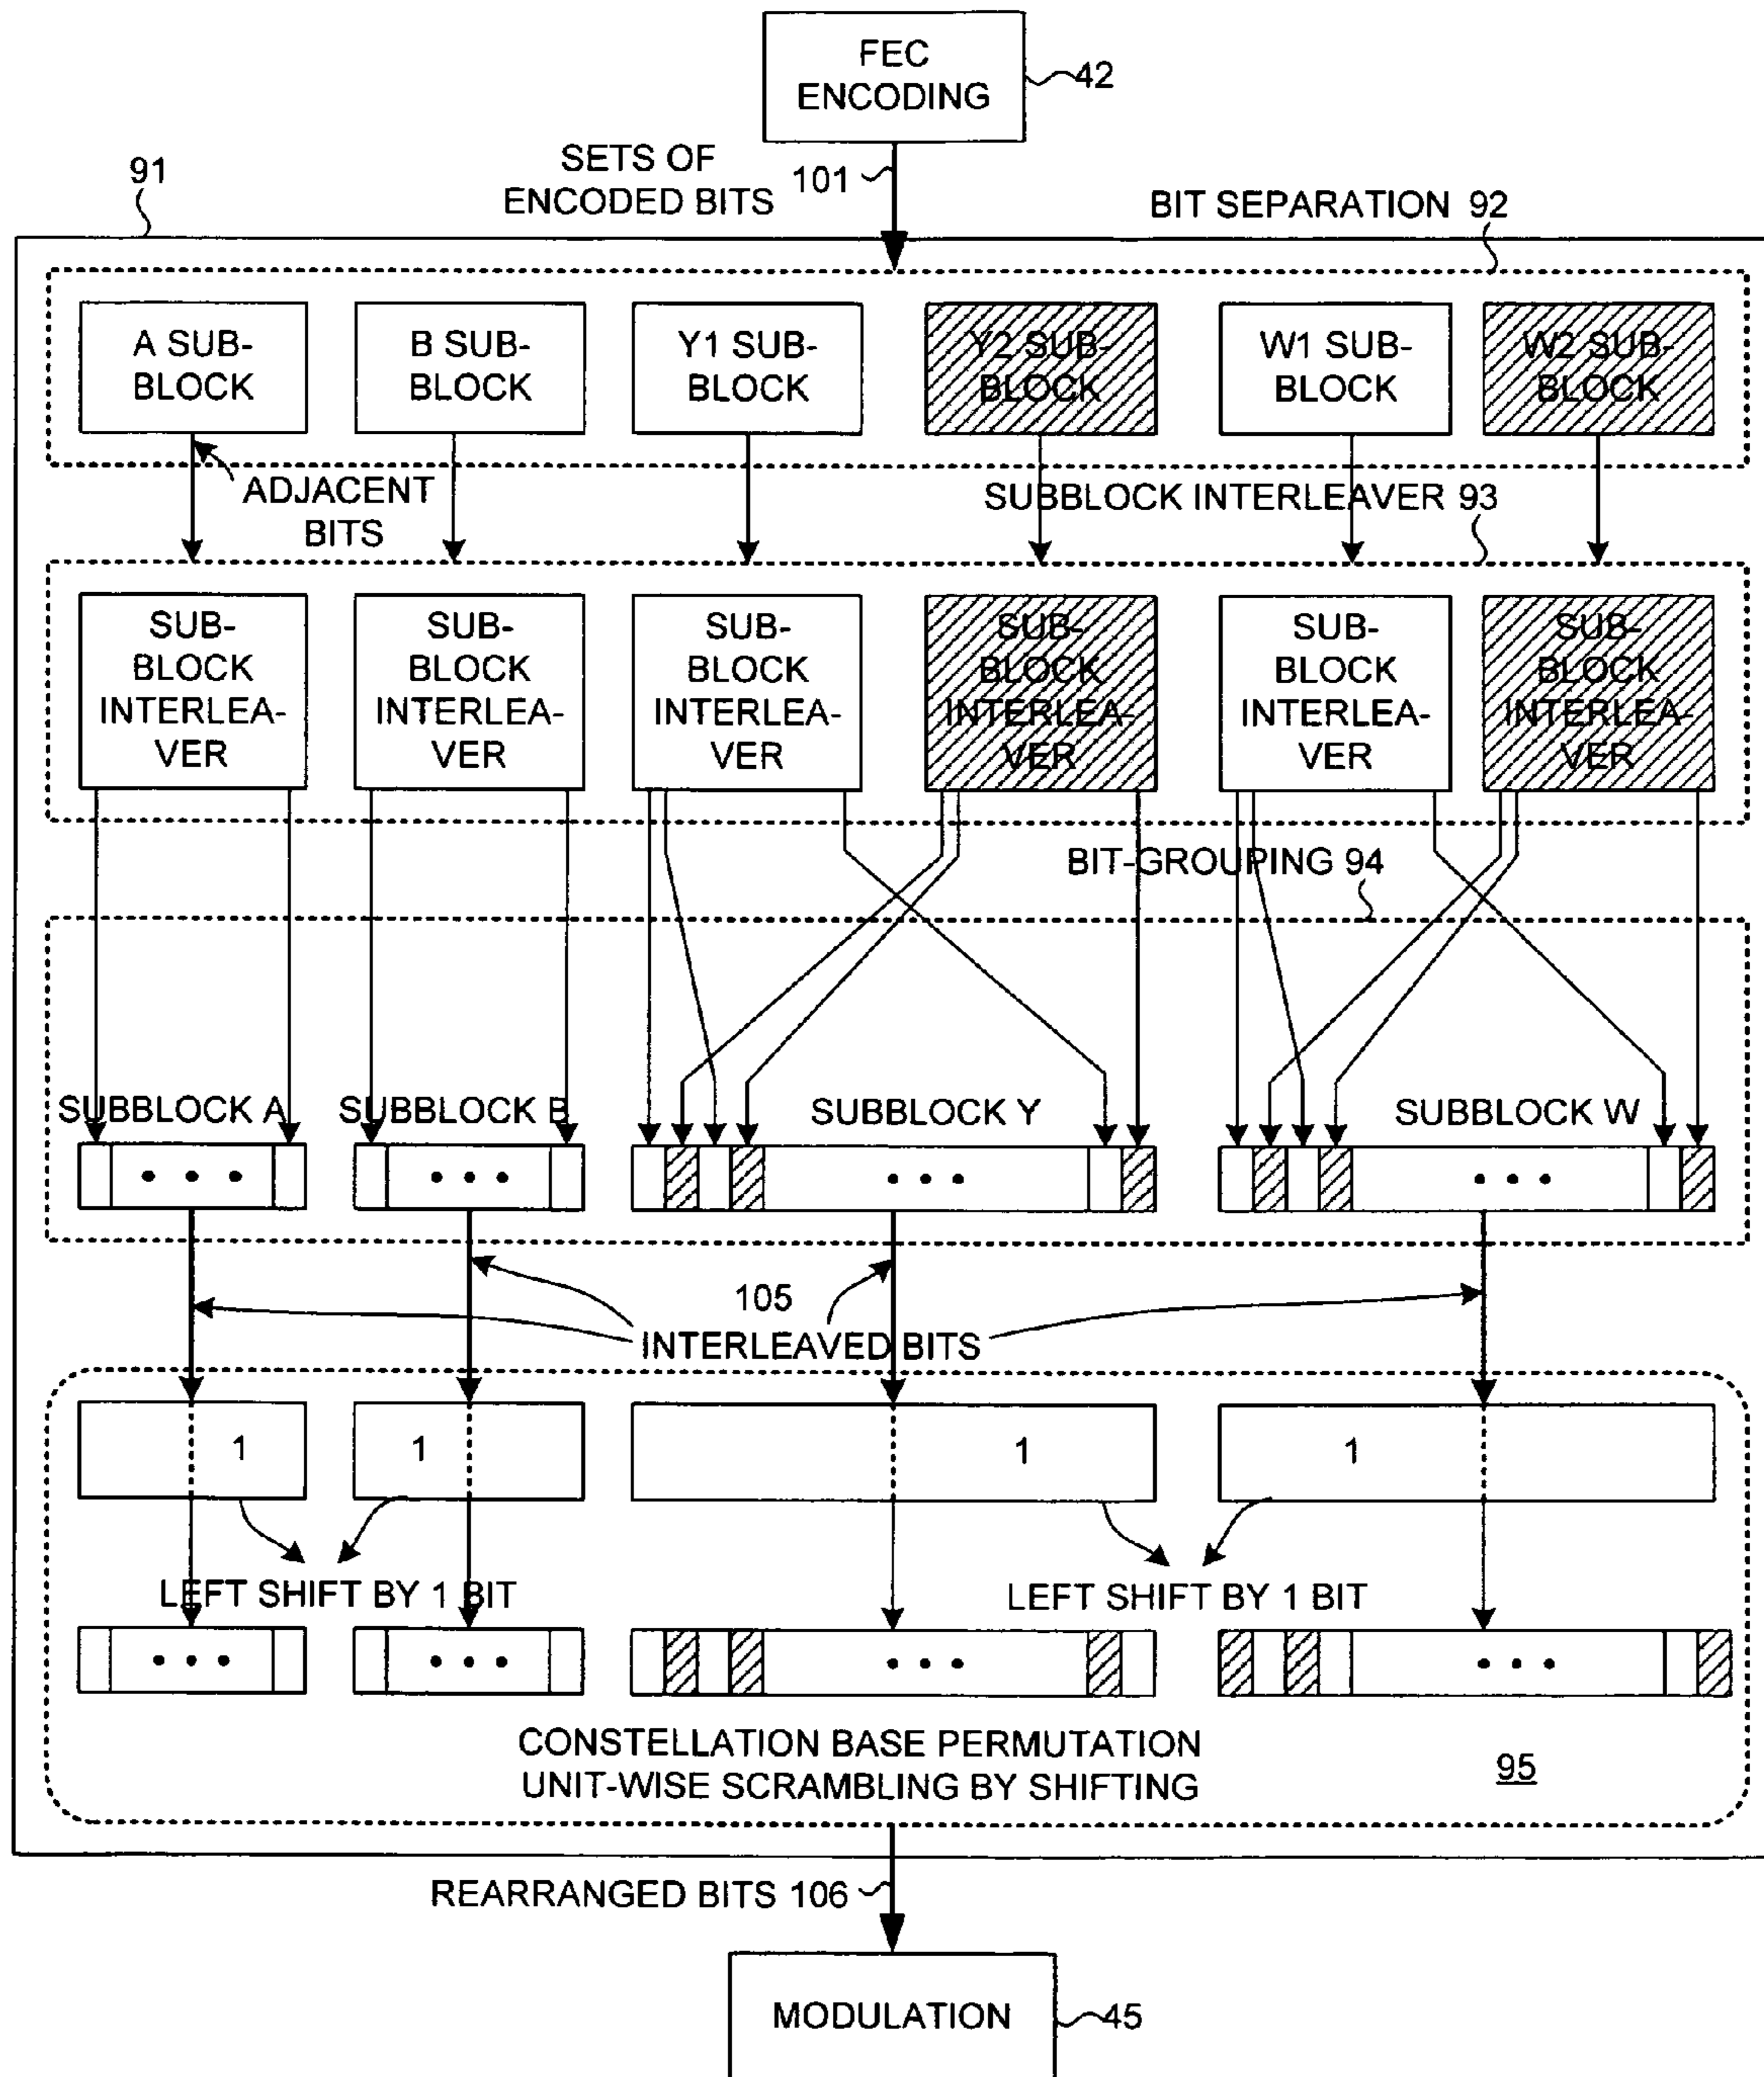 FEC
ENCODING
42
SETS OF
ENCODED BITS
101
91
BIT SEPARATION 92
A SUB-
BLOCK
B SUB-
BLOCK
Y1 SUB-
BLOCK
Y2 SUB-
BLOCK
W1 SUB-
BLOCK
W2 SUB-
BLOCK
ADJACENT
BITS
SUBBLOCK INTERLEAVER 93
SUB-
BLOCK
INTERLEA-
VER
SUB-
BLOCK
INTERLEA-
VER
SUB-
BLOCK
INTERLEA-
VER
SUB-
BLOCK
INTERLEA-
VER
SUB-
BLOCK
INTERLEA-
VER
SUB-
BLOCK
INTERLEA-
VER
BIT-GROUPING 94
SUBBLOCK A
SUBBLOCK B
SUBBLOCK Y
SUBBLOCK W
105
INTERLEAVED BITS
1
1
1
1
LEFT SHIFT BY 1 BIT
LEFT SHIFT BY 1 BIT
CONSTELLATION BASE PERMUTATION
UNIT-WISE SCRAMBLING BY SHIFTING
95
REARRANGED BITS 106
MODULATION
45